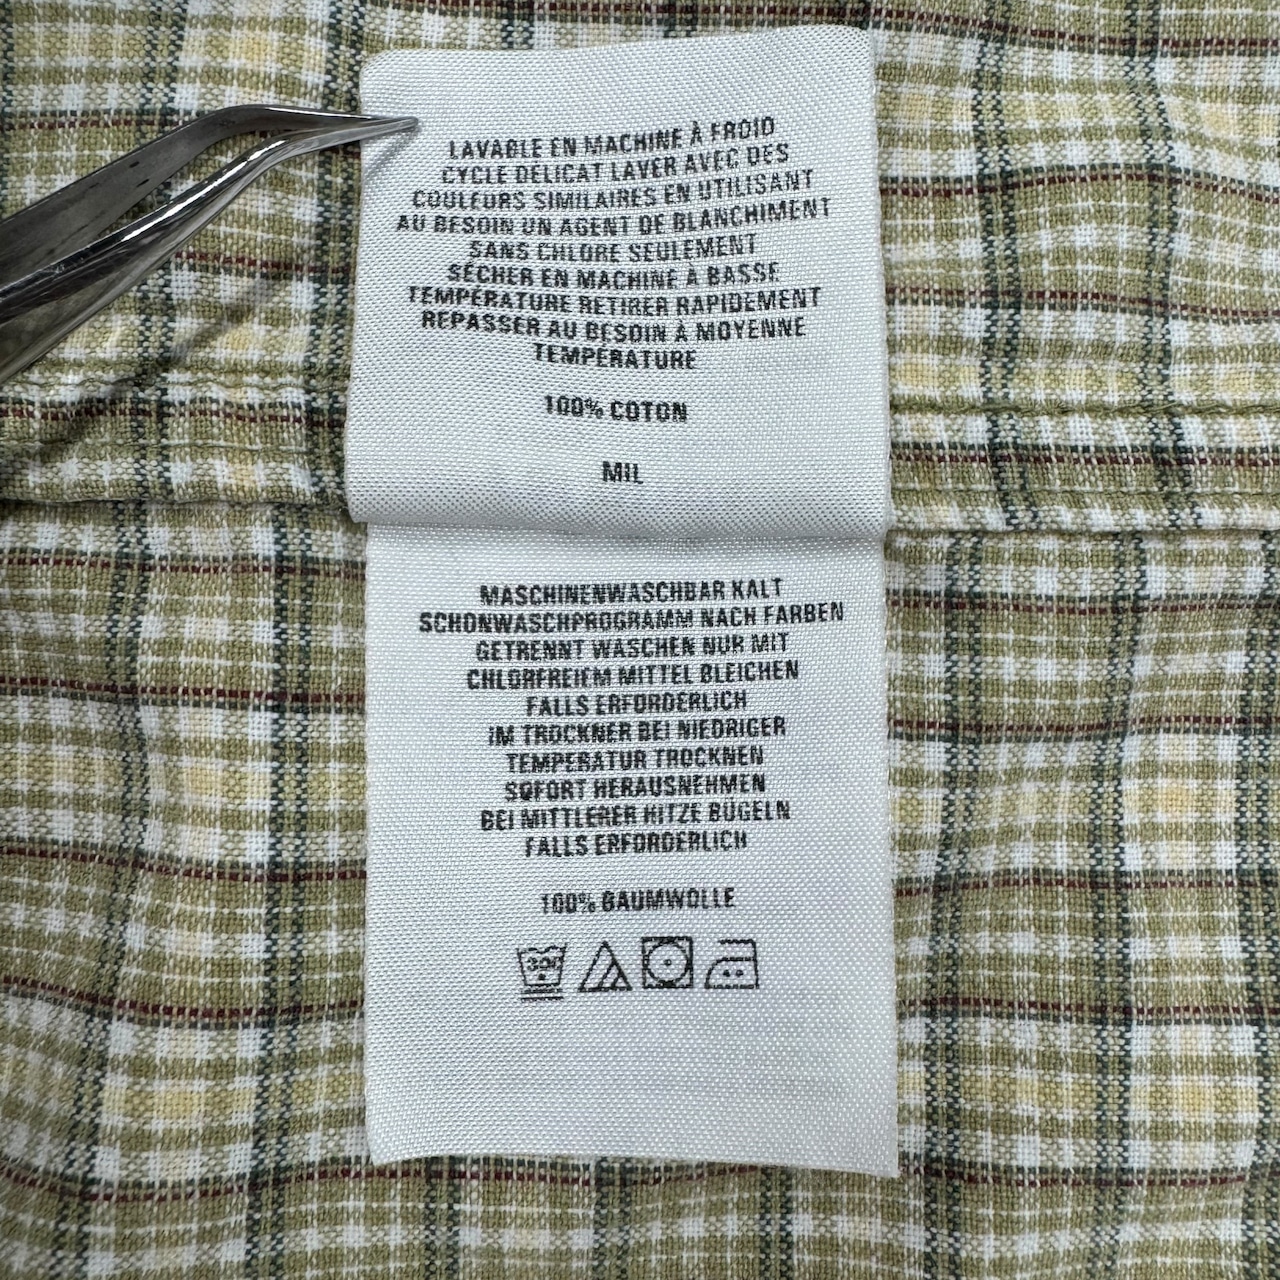 LAVABLE EN MACHINE À FROID
CYCLE DELICAT LAVER AVEC DES
COULEURS SIMILAIRES EN UTILISANT
AU BESOIN UN AGENT DE BLANCHIMENT
SANS CHLORE SEULEMENT
SÉCHER EN MACHINE À BASSE
TEMPÉRATURE RETIRER RAPIDEMENT
REPASSER AU BESOIN À MOYENNE
TEMPÉRATURE
100% COTON
MIL
MASCHINENWASCHBAR KALT
SCHONWASCHPROGRAMM NACH FARBEN
GETRENNT WASCHEN NUR MIT
CHLORFREIEM MITTEL BLEICHEN
FALLS ERFORDERLICH
IM TROCKNER BEI NIEDRIGER
TEMPERATUR TROCKNEN
SOFORT HERAUSNEHMEN
BEI MITTLERER HITZE BÜGELN
FALLS ERFORDERLICH
100% BAUMWOLLE
30°